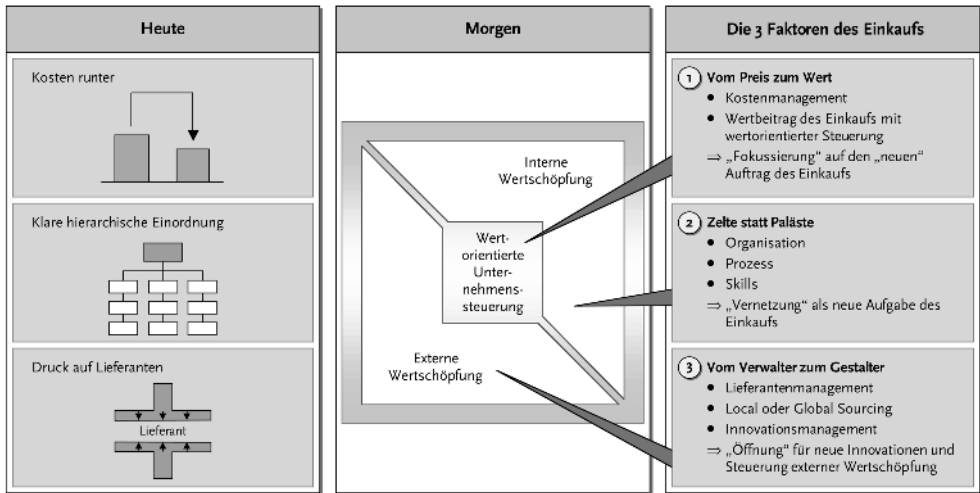 Heute
Kosten runter
Klare hierarchische Einordnung
Druck auf Lieferanten
Lieferant
Morgen
Interne
Wertschöpfung
Wert-
orientierte
Unter-
nehmens-
steuerung
Externe
Wertschöpfung
Die 3 Faktoren des Einkaufs
1 Vom Preis zum Wert
• Kostenmanagement
• Wertbeitrag des Einkaufs mit
wertorientierter Steuerung
⇒ „Fokussierung“ auf den „neuen“
Auftrag des Einkaufs
2 Zelte statt Paläste
• Organisation
• Prozess
• Skills
⇒ „Vernetzung“ als neue Aufgabe des
Einkaufs
3 Vom Verwalter zum Gestalter
• Lieferantenmanagement
• Local oder Global Sourcing
• Innovationsmanagement
⇒ „Öffnung“ für neue Innovationen und
Steuerung externer Wertschöpfung